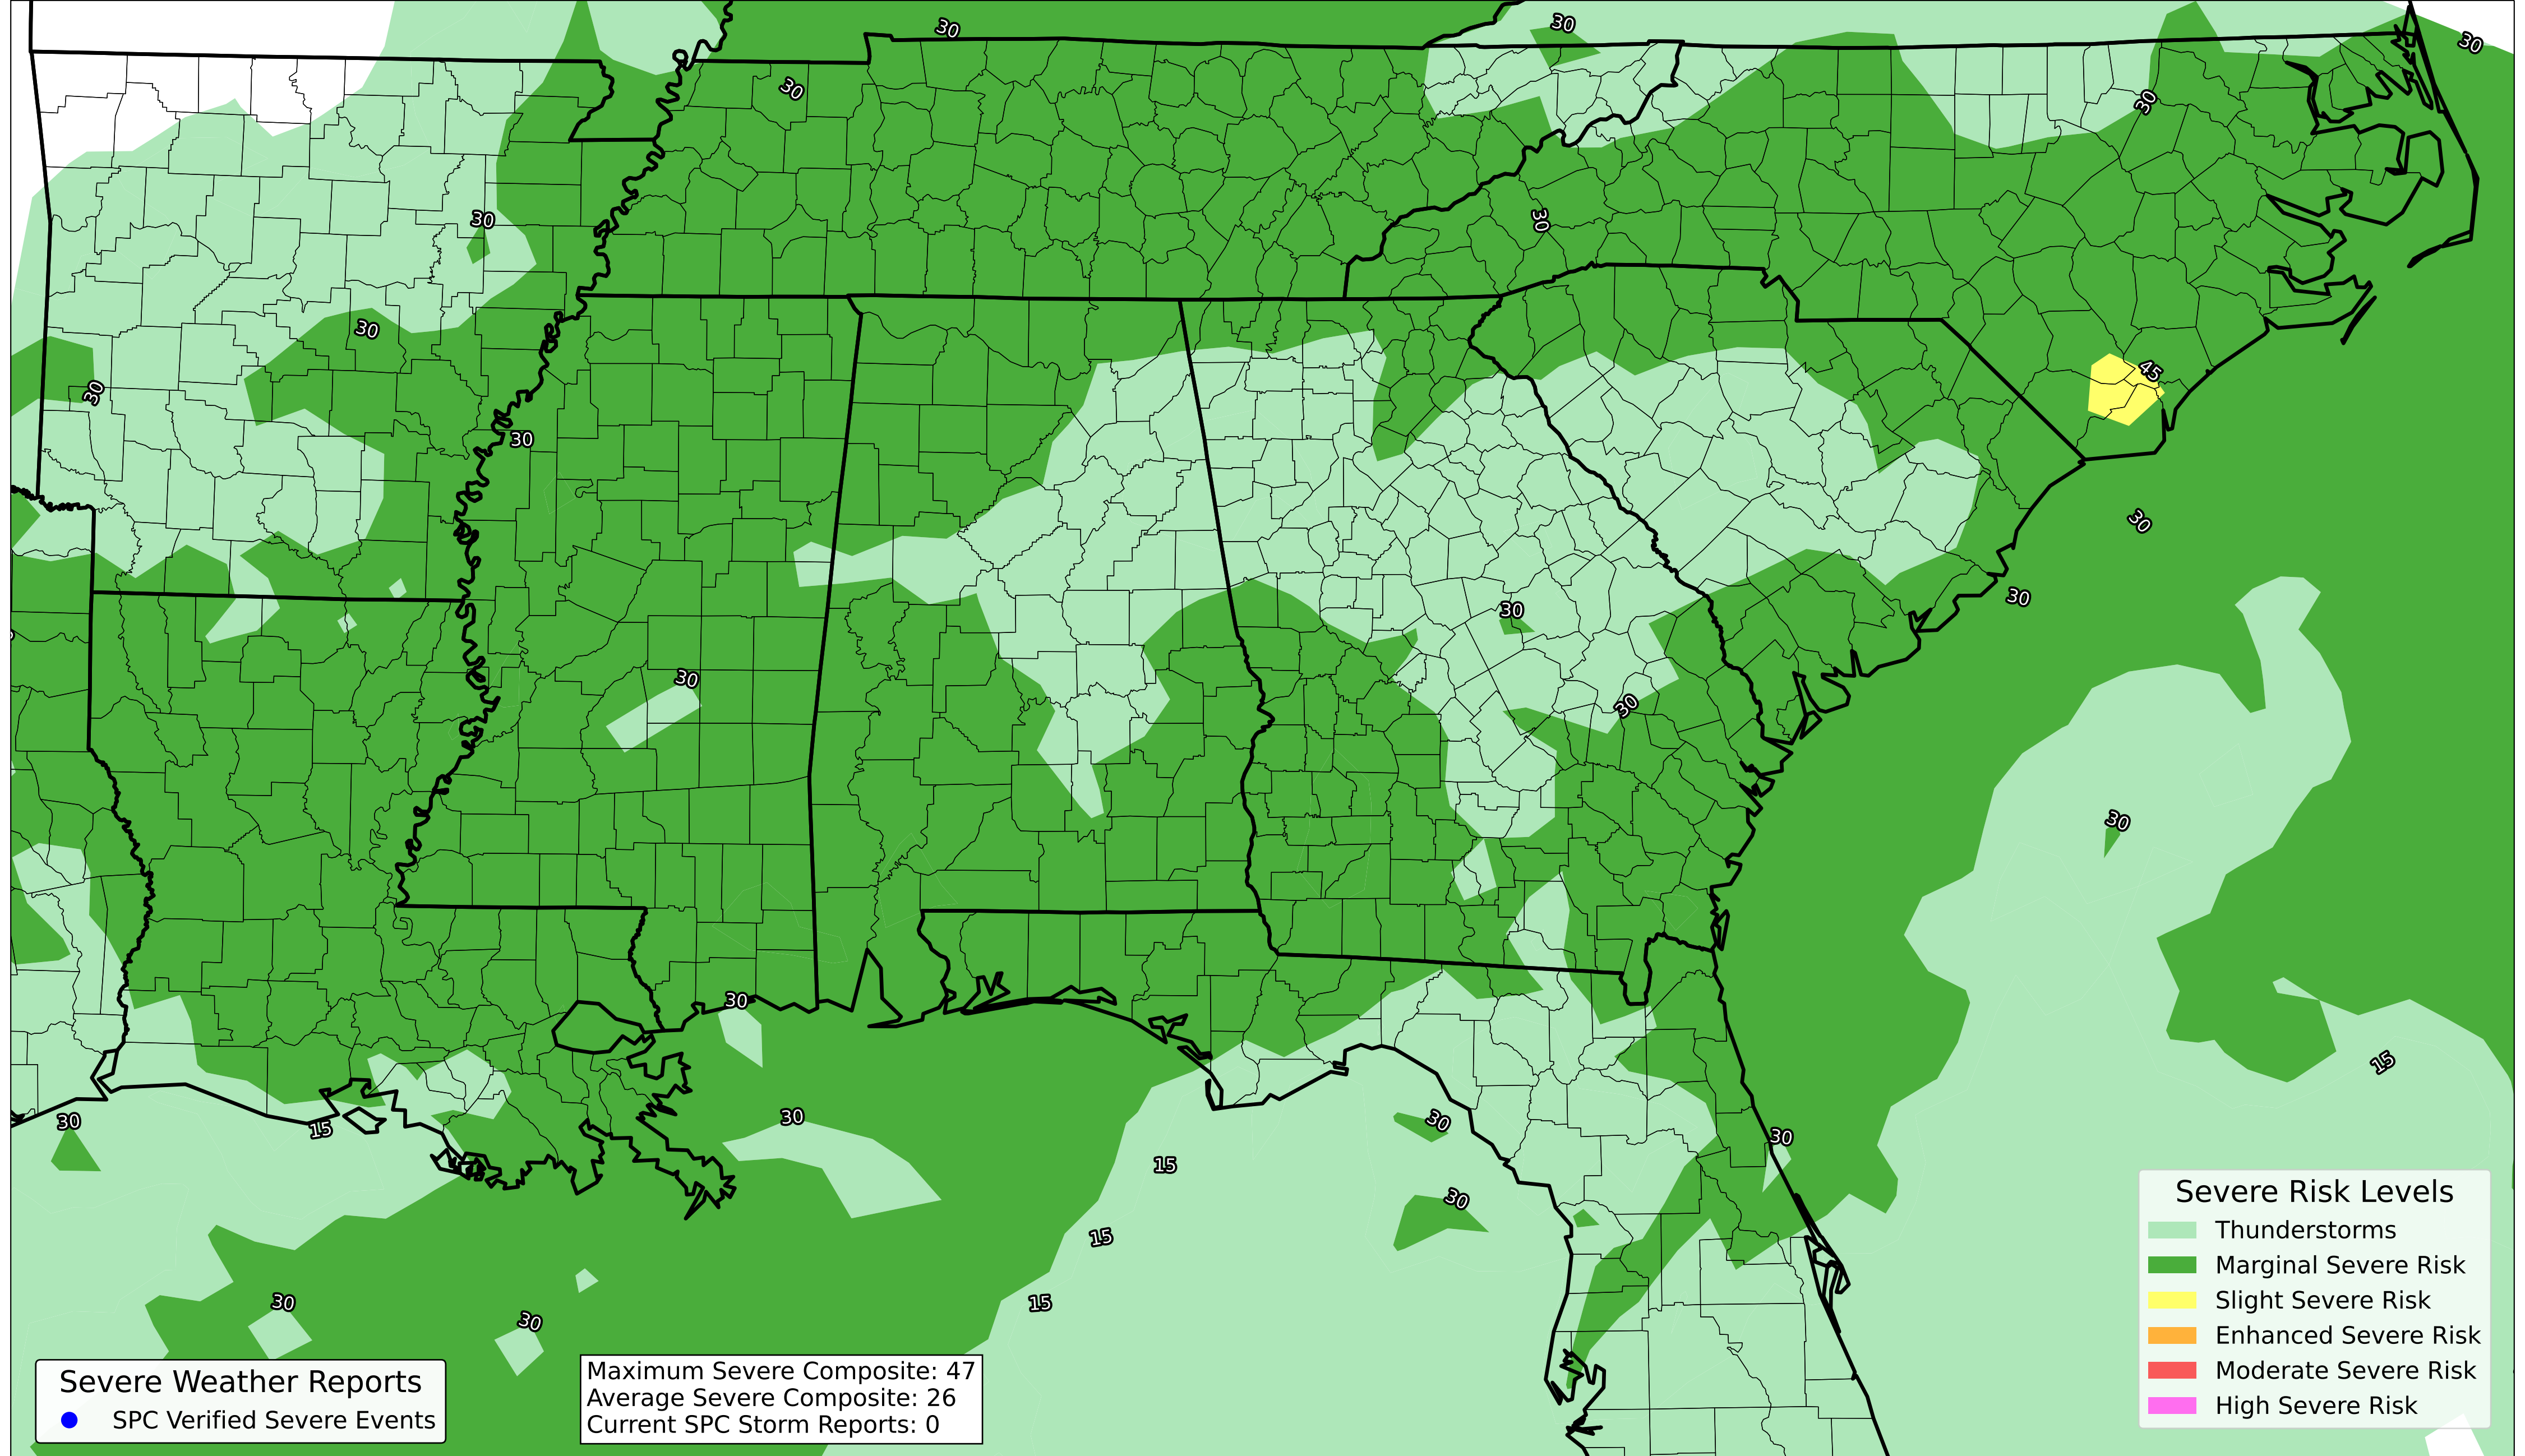 30
30
30
30
30
30
30
30
30
45
30
30
30
30
30
30
30
30
15
30
30
15
30
30
30
15
30
15
30
15
30
Severe Risk Levels
Thunderstorms
Marginal Severe Risk
Slight Severe Risk
Enhanced Severe Risk
Moderate Severe Risk
High Severe Risk
Severe Weather Reports
SPC Verified Severe Events
Maximum Severe Composite: 47
Average Severe Composite: 26
Current SPC Storm Reports: 0